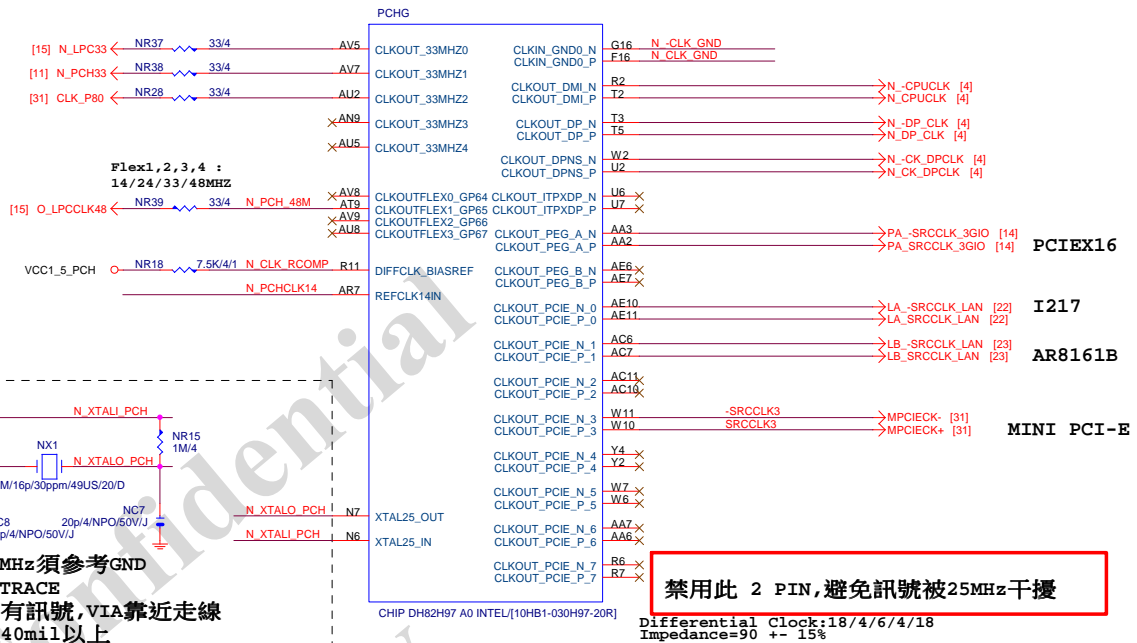 PCHG
[15] N_LPC33 NR37 33/4 AV5 CLKOUT_33MHZ0
[11] N_PCH33 NR38 33/4 AV7 CLKOUT_33MHZ1
[31] CLK_P80 NR28 33/4 AU2 CLKOUT_33MHZ2
AN9 CLKOUT_33MHZ3
AU5 CLKOUT_33MHZ4
Flex1,2,3,4 :
14/24/33/48MHZ
AV8 CLKOUTFLEX0_GP64
[15] O_LPCCLK48 NR39 33/4 N_PCH_48M AT9 CLKOUTFLEX1_GP65
AV9 CLKOUTFLEX2_GP66
AU8 CLKOUTFLEX3_GP67
VCC1_5_PCH NR18 7.5K/4/1 N_CLK_RCOMP R11 DIFFCLK_BIASREF
N_PCHCLK14 AR7 REFCLK14IN
N_XTALO_PCH N7 XTAL25_OUT
N_XTALI_PCH N6 XTAL25_IN
CLKIN_GND0_N G16 N_-CLK_GND
CLKIN_GND0_P F16 N_CLK_GND
CLKOUT_DMI_N R2 N_-CPUCLK [4]
CLKOUT_DMI_P T2 N_CPUCLK [4]
CLKOUT_DP_N T3 N_-DP_CLK [4]
CLKOUT_DP_P T5 N_DP_CLK [4]
CLKOUT_DPNS_N W2 N_-CK_DPCLK [4]
CLKOUT_DPNS_P U2 N_CK_DPCLK [4]
CLKOUT_ITPXDP_N U6
CLKOUT_ITPXDP_P U7
CLKOUT_PEG_A_N AA3 PA_-SRCCLK_3GIO [14]
CLKOUT_PEG_A_P AA2 PA_SRCCLK_3GIO [14]
PCIEX16
CLKOUT_PEG_B_N AE6
CLKOUT_PEG_B_P AE7
CLKOUT_PCIE_N_0 AE10 LA_-SRCCLK_LAN [22]
CLKOUT_PCIE_P_0 AE11 LA_SRCCLK_LAN [22]
I217
CLKOUT_PCIE_N_1 AC6 LB_-SRCCLK_LAN [23]
CLKOUT_PCIE_P_1 AC7 LB_SRCCLK_LAN [23]
AR8161B
CLKOUT_PCIE_N_2 AC11
CLKOUT_PCIE_P_2 AC10
CLKOUT_PCIE_N_3 W11 -SRCCLK3 MPCIECK- [31]
CLKOUT_PCIE_P_3 W10 SRCCLK3 MPCIECK+ [31]
MINI PCI-E
CLKOUT_PCIE_N_4 Y4
CLKOUT_PCIE_P_4 Y2
CLKOUT_PCIE_N_5 W7
CLKOUT_PCIE_P_5 W6
CLKOUT_PCIE_N_6 AA7
CLKOUT_PCIE_P_6 AA6
CLKOUT_PCIE_N_7 R6
CLKOUT_PCIE_P_7 R7
CHIP DH82H97 A0 INTEL/[10HB1-030H97-20R]
禁用此 2 PIN,避免訊號被25MHz干擾
Differential Clock:18/4/6/4/18
Impedance=90 +- 15%
N_XTALI_PCH
NR15
1M/4
NX1 N_XTALO_PCH
M/16p/30ppm/49US/20/D
NC7
20p/4/NPO/50V/J
C8
p/4/NPO/50V/J
MHz須參考GND
TRACE
有訊號,VIA靠近走線
40mil以上
onfidential